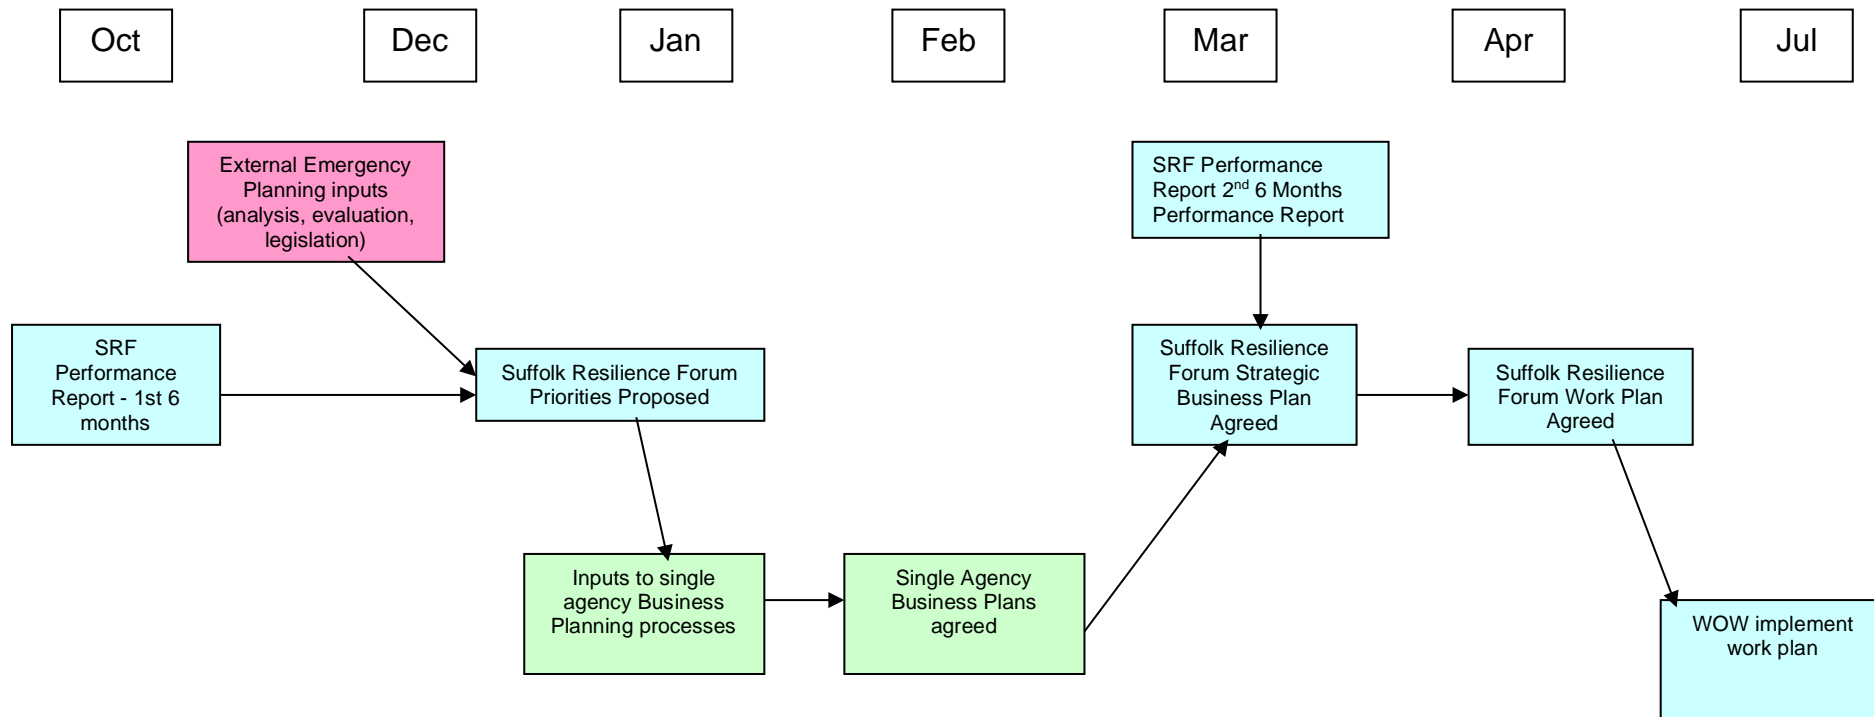 Oct
Dec
Jan
Feb
Mar
Apr
Jul
External Emergency
Planning inputs
(analysis, evaluation,
legislation)
SRF Performance
Report 2nd 6 Months
Performance Report
SRF
Performance
Report - 1st 6
months
Suffolk Resilience Forum
Priorities Proposed
Suffolk Resilience
Forum Strategic
Business Plan
Agreed
Suffolk Resilience
Forum Work Plan
Agreed
Inputs to single
agency Business
Planning processes
Single Agency
Business Plans
agreed
WOW implement
work plan